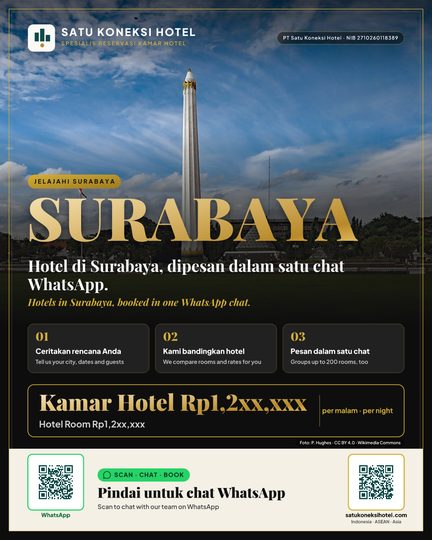 SATU KONEKSI HOTEL
SPESIALIS RESERVASI KAMAR HOTEL
PT Satu Koneksi Hotel · NIB 2710260118389
JELAJAHI SURABAYA
SURABAYA
Hotel di Surabaya, dipesan dalam satu chat
WhatsApp.
Hotels in Surabaya, booked in one WhatsApp chat.
01
Ceritakan rencana Anda
Tell us your city, dates and guests
02
Kami bandingkan hotel
We compare rooms and rates for you
03
Pesan dalam satu chat
Groups up to 200 rooms, too
Kamar Hotel Rp1,2xx,xxx
Hotel Room Rp1,2xx,xxx
per malam · per night
Foto: P. Hughes · CC BY 4.0 · Wikimedia Commons
WhatsApp
SCAN · CHAT · BOOK
Pindai untuk chat WhatsApp
Scan to chat with our team on WhatsApp
satukoneksihotel.com
Indonesia · ASEAN · Asia